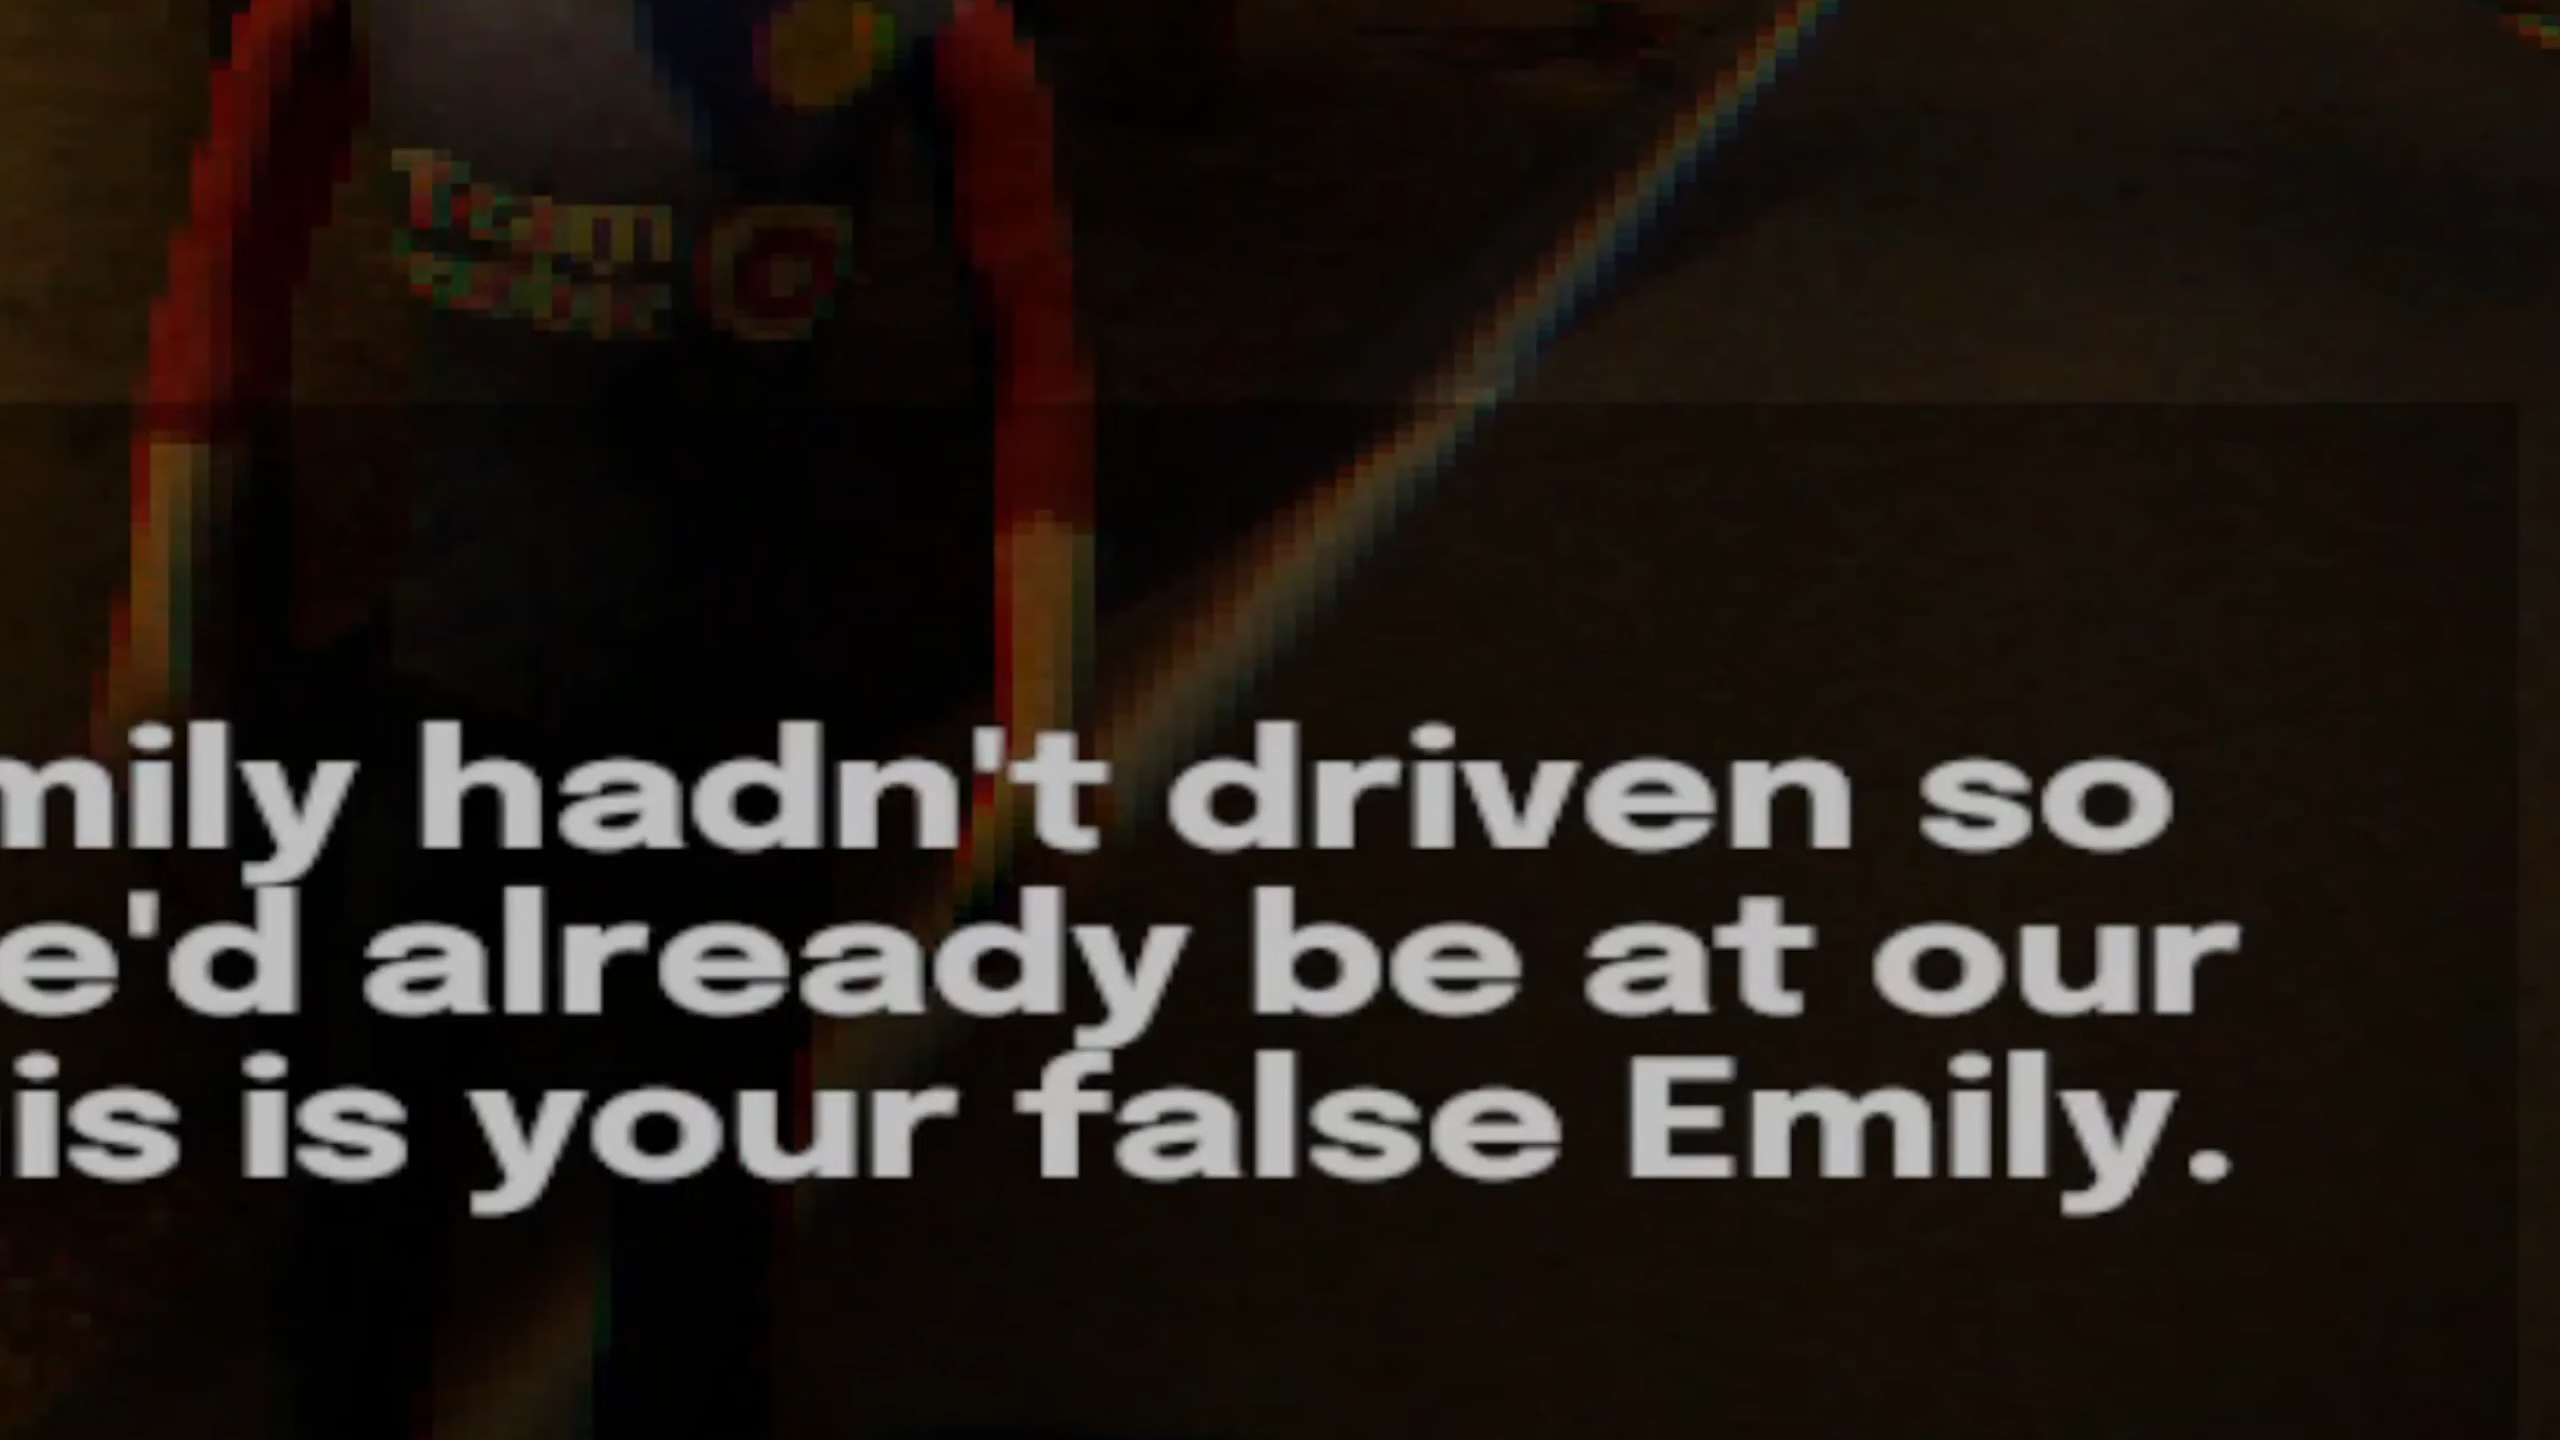 mily hadn't driven so
e'd already be at our
is is your false Emily.